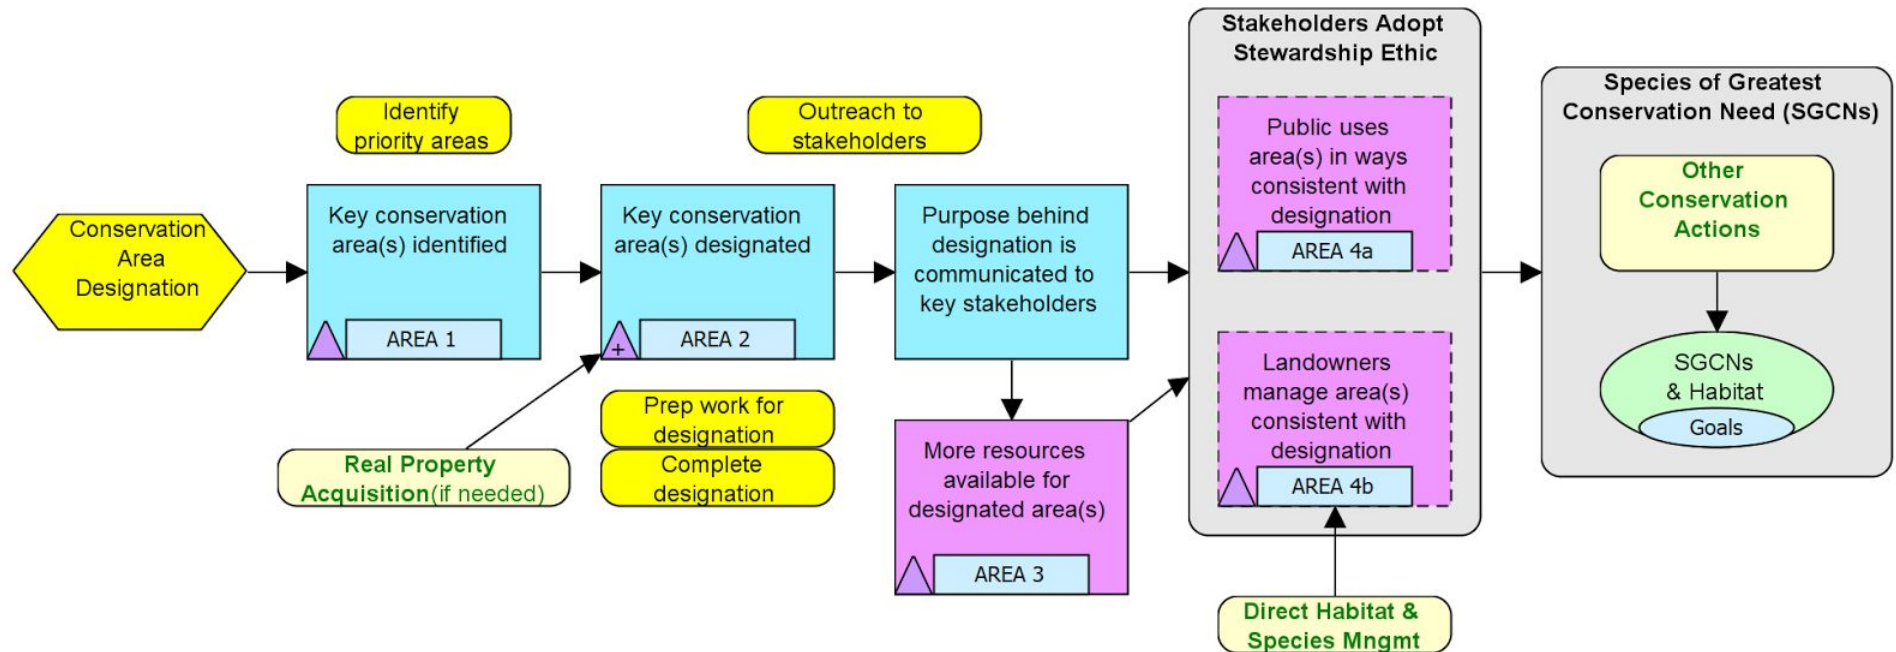 Conservation
Area
Designation
Identify
priority areas
Key conservation
area(s) identified
AREA 1
Real Property
Acquisition(if needed)
Key conservation
area(s) designated
+
AREA 2
Prep work for
designation
Complete
designation
Outreach to
stakeholders
Purpose behind
designation is
communicated to
key stakeholders
More resources
available for
designated area(s)
AREA 3
Stakeholders Adopt
Stewardship Ethic
Public uses
area(s) in ways
consistent with
designation
AREA 4a
Landowners
manage area(s)
consistent with
designation
AREA 4b
Direct Habitat &
Species Mngmt
Species of Greatest
Conservation Need (SGCNs)
Other
Conservation
Actions
SGCNs
& Habitat
Goals